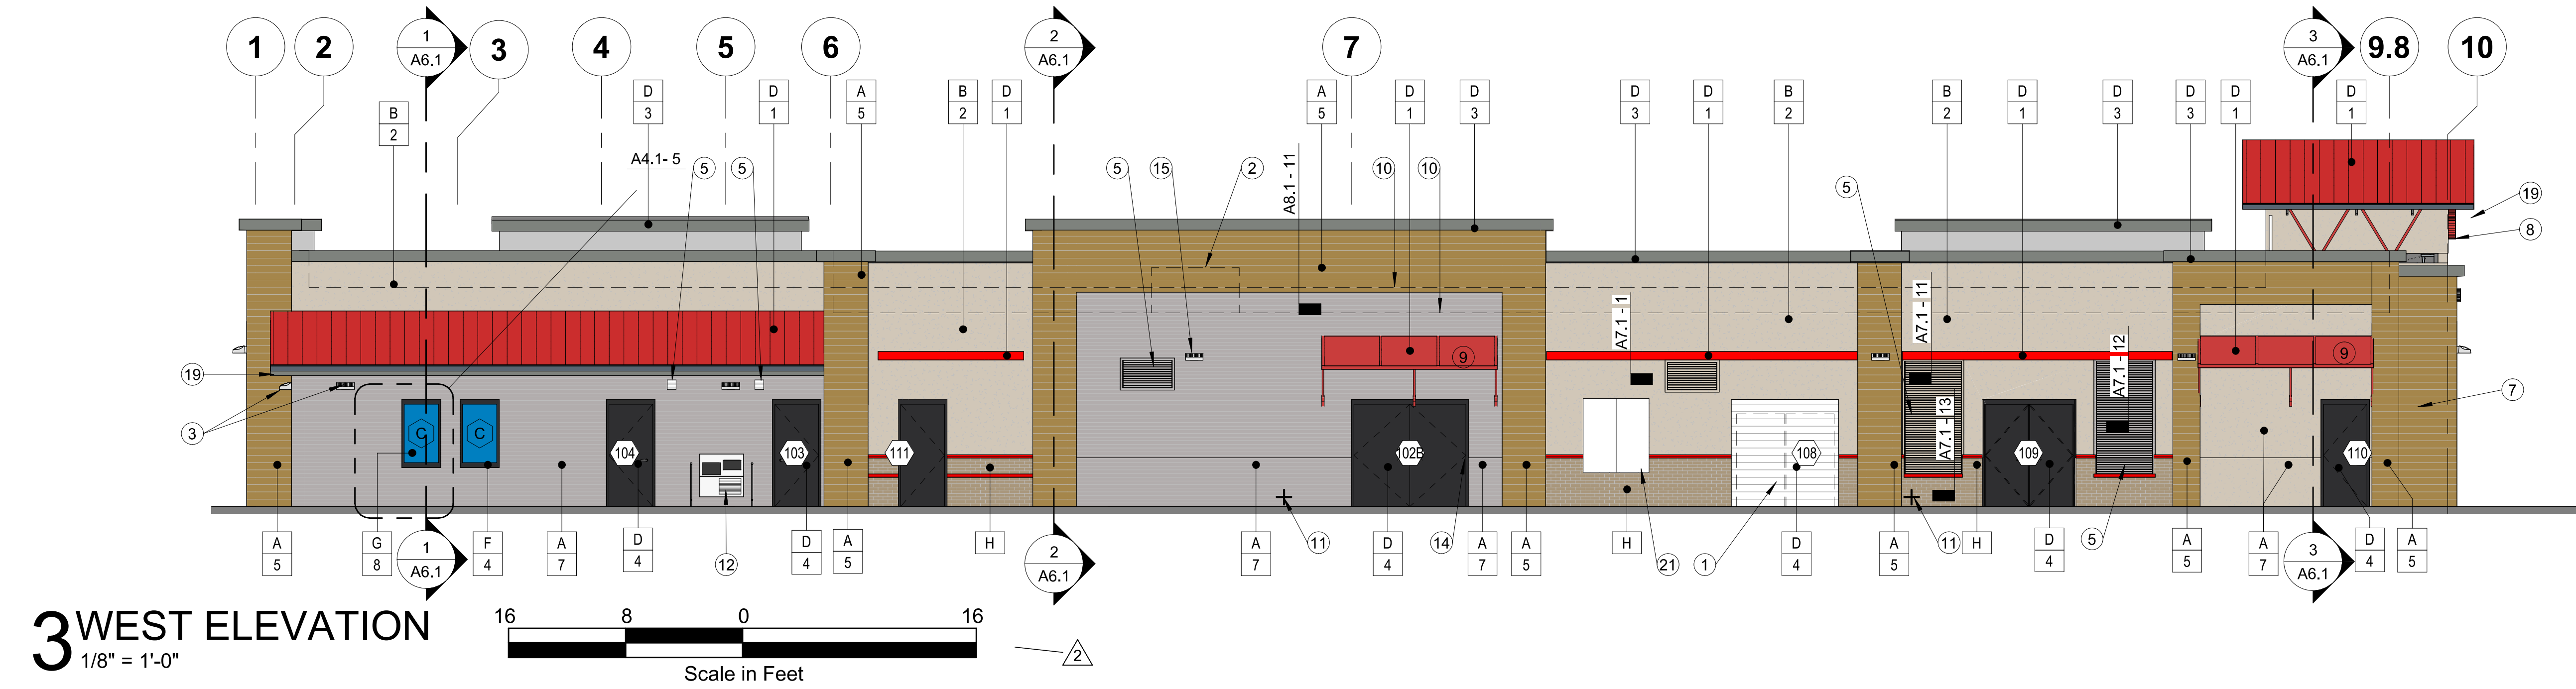 1
2
1
A6.1
3
4
5
6
2
A6.1
7
3
A6.1
9.8
10
B
2
D
3
D
1
A
5
B
2
D
1
A
5
D
1
D
3
D
3
D
1
B
2
B
2
D
1
D
3
D
3
D
1
D
1
A4.1- 5
5
5
5
15
2
A8.1 - 11
10
10
5
19
8
A7.1 - 1
A7.1 - 11
A7.1 - 12
A7.1 - 13
19
3
9
9
7
C
C
104
103
111
102B
108
109
110
A
5
G
8
1
A6.1
F
4
A
7
D
4
12
D
4
A
5
H
2
A6.1
A
7
11
D
4
14
A
7
A
5
H
21
1
D
4
A
5
11
H
D
4
5
A
5
A
7
3
A6.1
D
4
A
5
3 WEST ELEVATION
1/8" = 1'-0"
16 8 0 16
Scale in Feet
2